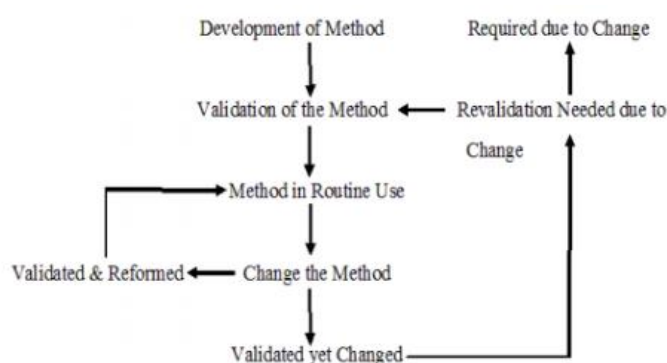 Development of Method
Required due to Change
Validation of the Method
Revalidation Needed due to
Change
Method in Routine Use
Validated & Reformed
Change the Method
Validated yet Changed